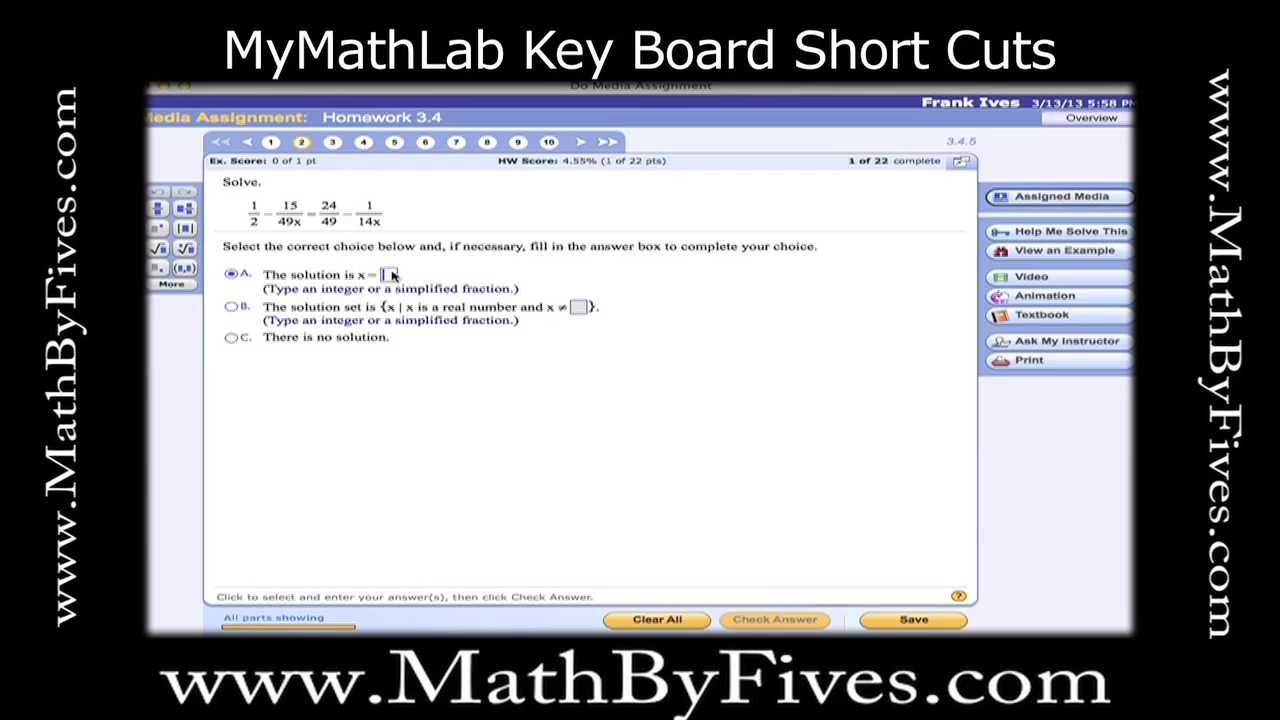 MyMathLab Key Board Short Cuts
www.MathByFives.com
www.MathByFives.com
Do Media Assignment
Frank Ives 3/13/13 5:58 PM
Media Assignment: Homework 3.4
Overview
1 2 3 4 5 6 7 8 9 10
3.4.5
Ex. Score: 0 of 1 pt HW Score: 4.55% (1 of 22 pts) 1 of 22 complete
Solve.
1/2 − 15/49x = 24/49 − 1/14x
Select the correct choice below and, if necessary, fill in the answer box to complete your choice.
A. The solution is x =
(Type an integer or a simplified fraction.)
B. The solution set is {x | x is a real number and x ≠ }.
(Type an integer or a simplified fraction.)
C. There is no solution.
More
Assigned Media
Help Me Solve This
View an Example
Video
Animation
Textbook
Ask My Instructor
Print
Click to select and enter your answer(s), then click Check Answer.
?
All parts showing
Clear All
Check Answer
Save
www.MathByFives.com